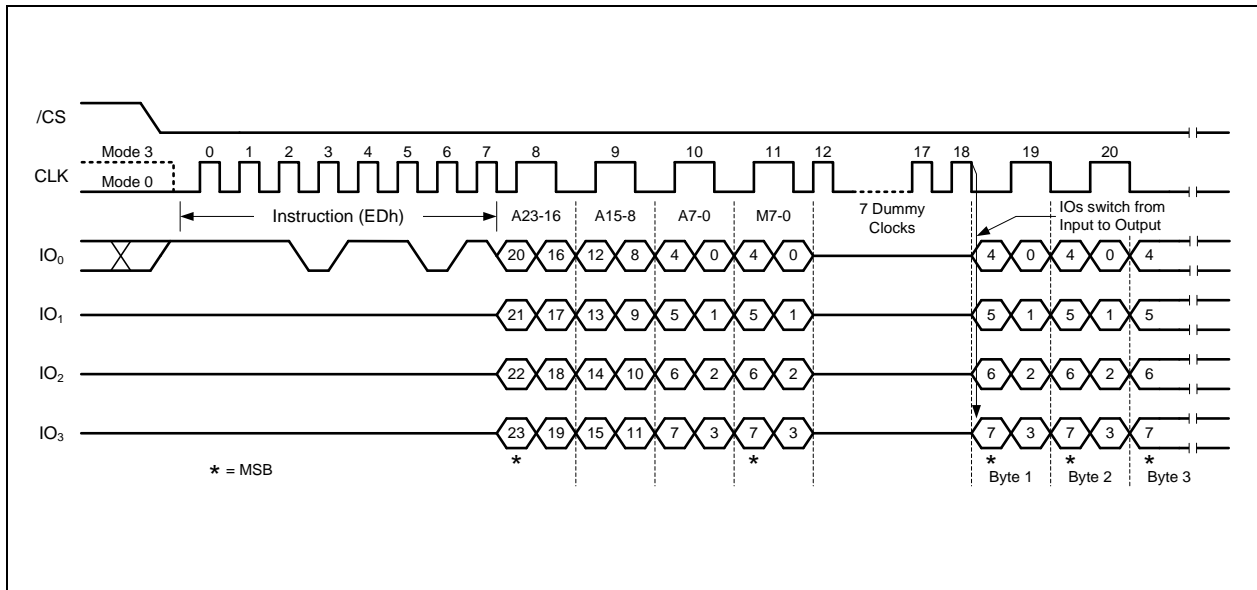 /CS
Mode 3
0 1 2 3 4 5 6 7 8 9 10 11 12 17 18 19 20
CLK
Mode 0
Instruction (EDh) A23-16 A15-8 A7-0 M7-0 7 Dummy Clocks IOs switch from Input to Output
IO₀ 20 16 12 8 4 0 4 0 4 0 4 0 4
IO₁ 21 17 13 9 5 1 5 1 5 1 5 1 5
IO₂ 22 18 14 10 6 2 6 2 6 2 6 2 6
IO₃ 23 19 15 11 7 3 7 3 7 3 7 3 7
* * * * *
* = MSB
Byte 1 Byte 2 Byte 3